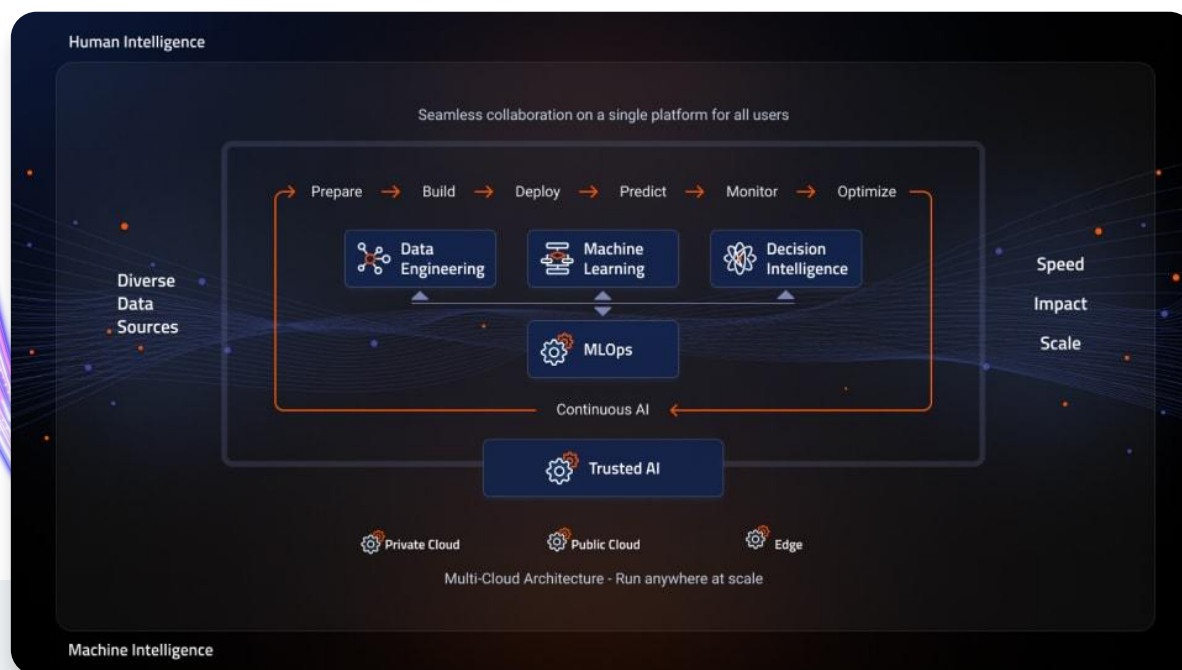 Human Intelligence
Seamless collaboration on a single platform for all users
Prepare Build Deploy Predict Monitor Optimize
Data
Engineering
Machine
Learning
Decision
Intelligence
Diverse
Data
Sources
Speed
Impact
Scale
MLOps
Continuous AI
Trusted AI
Private Cloud
Public Cloud
Edge
Multi-Cloud Architecture - Run anywhere at scale
Machine Intelligence